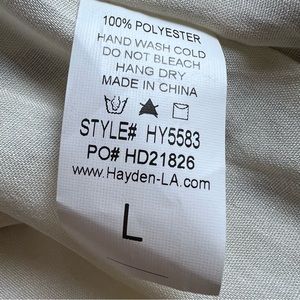 100% POLYESTER
HAND WASH COLD
DO NOT BLEACH
HANG DRY
MADE IN CHINA
STYLE# HY5583
PO# HD21826
www.Hayden-LA.com
L